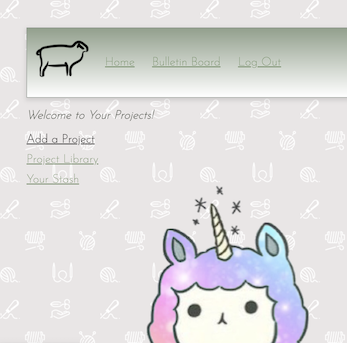 Home Bulletin Board Log Out
Welcome to Your Projects!
Add a Project
Project Library
Your Stash